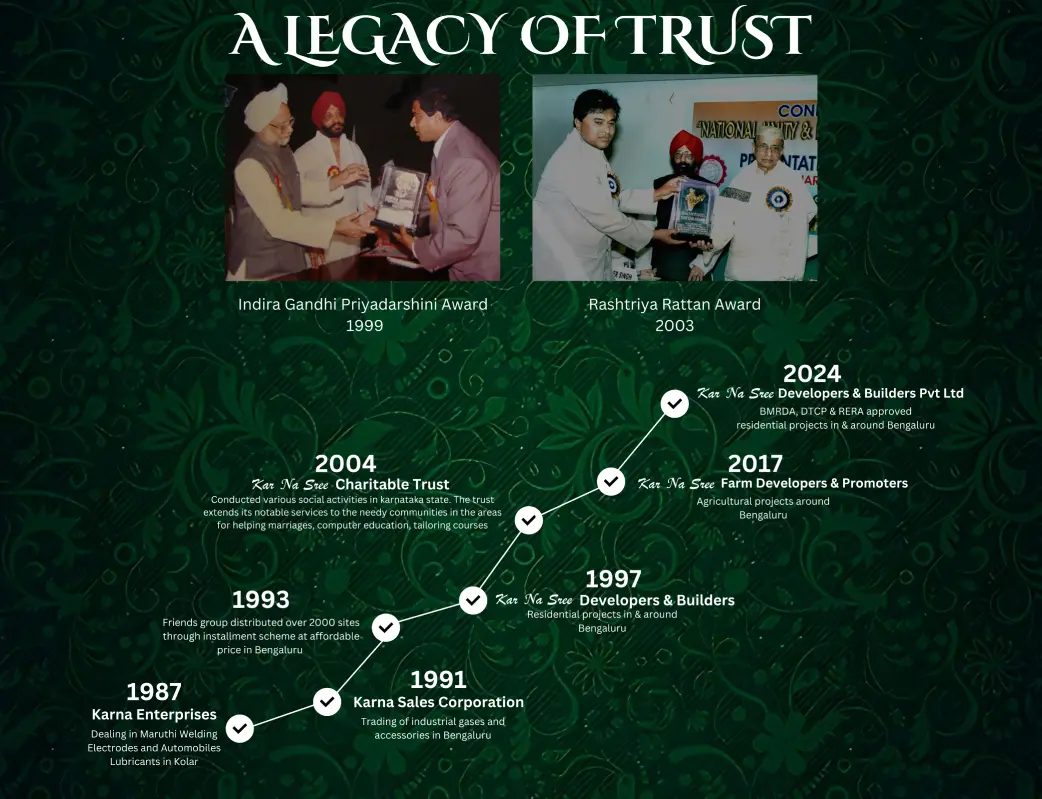 A LEGACY OF TRUST
'NATIONAL UNITY &
Indira Gandhi Priyadarshini Award
1999
Rashtriya Rattan Award
2003
2024
Kar Na Sree Developers & Builders Pvt Ltd
BMRDA, DTCP & RERA approved
residential projects in & around Bengaluru
2017
Kar Na Sree Farm Developers & Promoters
Agricultural projects around
Bengaluru
2004
Kar Na Sree Charitable Trust
Conducted various social activities in karnataka state. The trust
extends its notable services to the needy communities in the areas
for helping marriages, computer education, tailoring courses
1997
Kar Na Sree Developers & Builders
Residential projects in & around
Bengaluru
1993
Friends group distributed over 2000 sites
through installment scheme at affordable
price in Bengaluru
1991
Karna Sales Corporation
Trading of industrial gases and
accessories in Bengaluru
1987
Karna Enterprises
Dealing in Maruthi Welding
Electrodes and Automobiles
Lubricants in Kolar